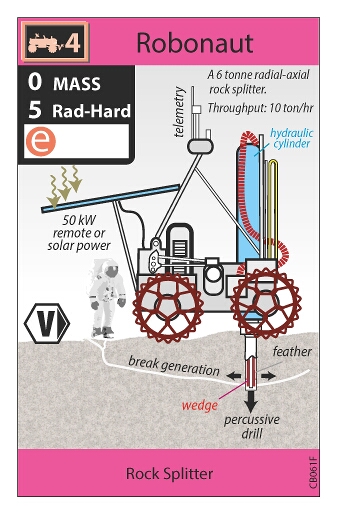 4
Robonaut
0 MASS
5 Rad-Hard
e
A 6 tonne radial-axial
rock splitter.
Throughput: 10 ton/hr
telemetry
hydraulic
cylinder
50 kW
remote or
solar power
V
break generation
feather
wedge
percussive
drill
Rock Splitter
CB061F